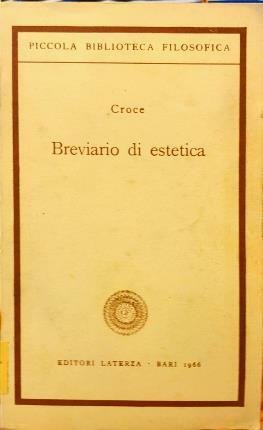 PICCOLA BIBLIOTECA FILOSOFICA
Croce
Breviario di estetica
EDITORI LATERZA · BARI 1966